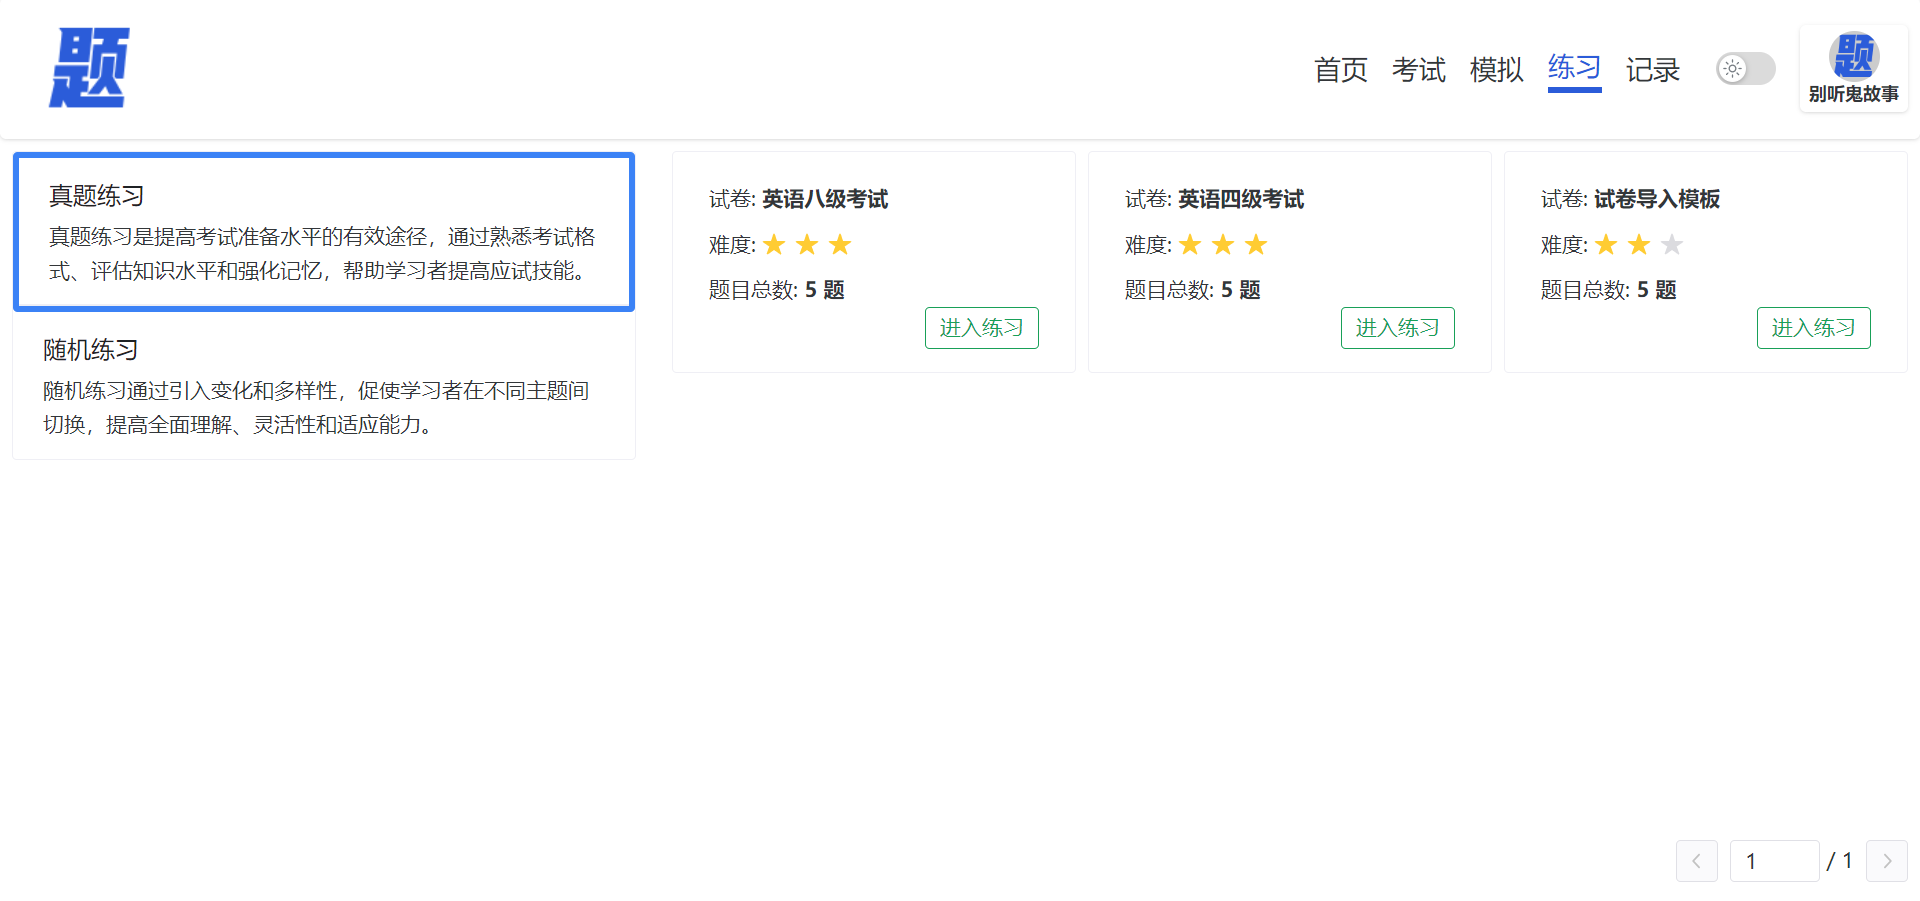 题
首页 考试 模拟 练习 记录
题
别听鬼故事
真题练习
真题练习是提高考试准备水平的有效途径，通过熟悉考试格
式、评估知识水平和强化记忆，帮助学习者提高应试技能。
随机练习
随机练习通过引入变化和多样性，促使学习者在不同主题间
切换，提高全面理解、灵活性和适应能力。
试卷: 英语八级考试
难度:
题目总数: 5 题
进入练习
试卷: 英语四级考试
难度:
题目总数: 5 题
进入练习
试卷: 试卷导入模板
难度:
题目总数: 5 题
进入练习
1 / 1